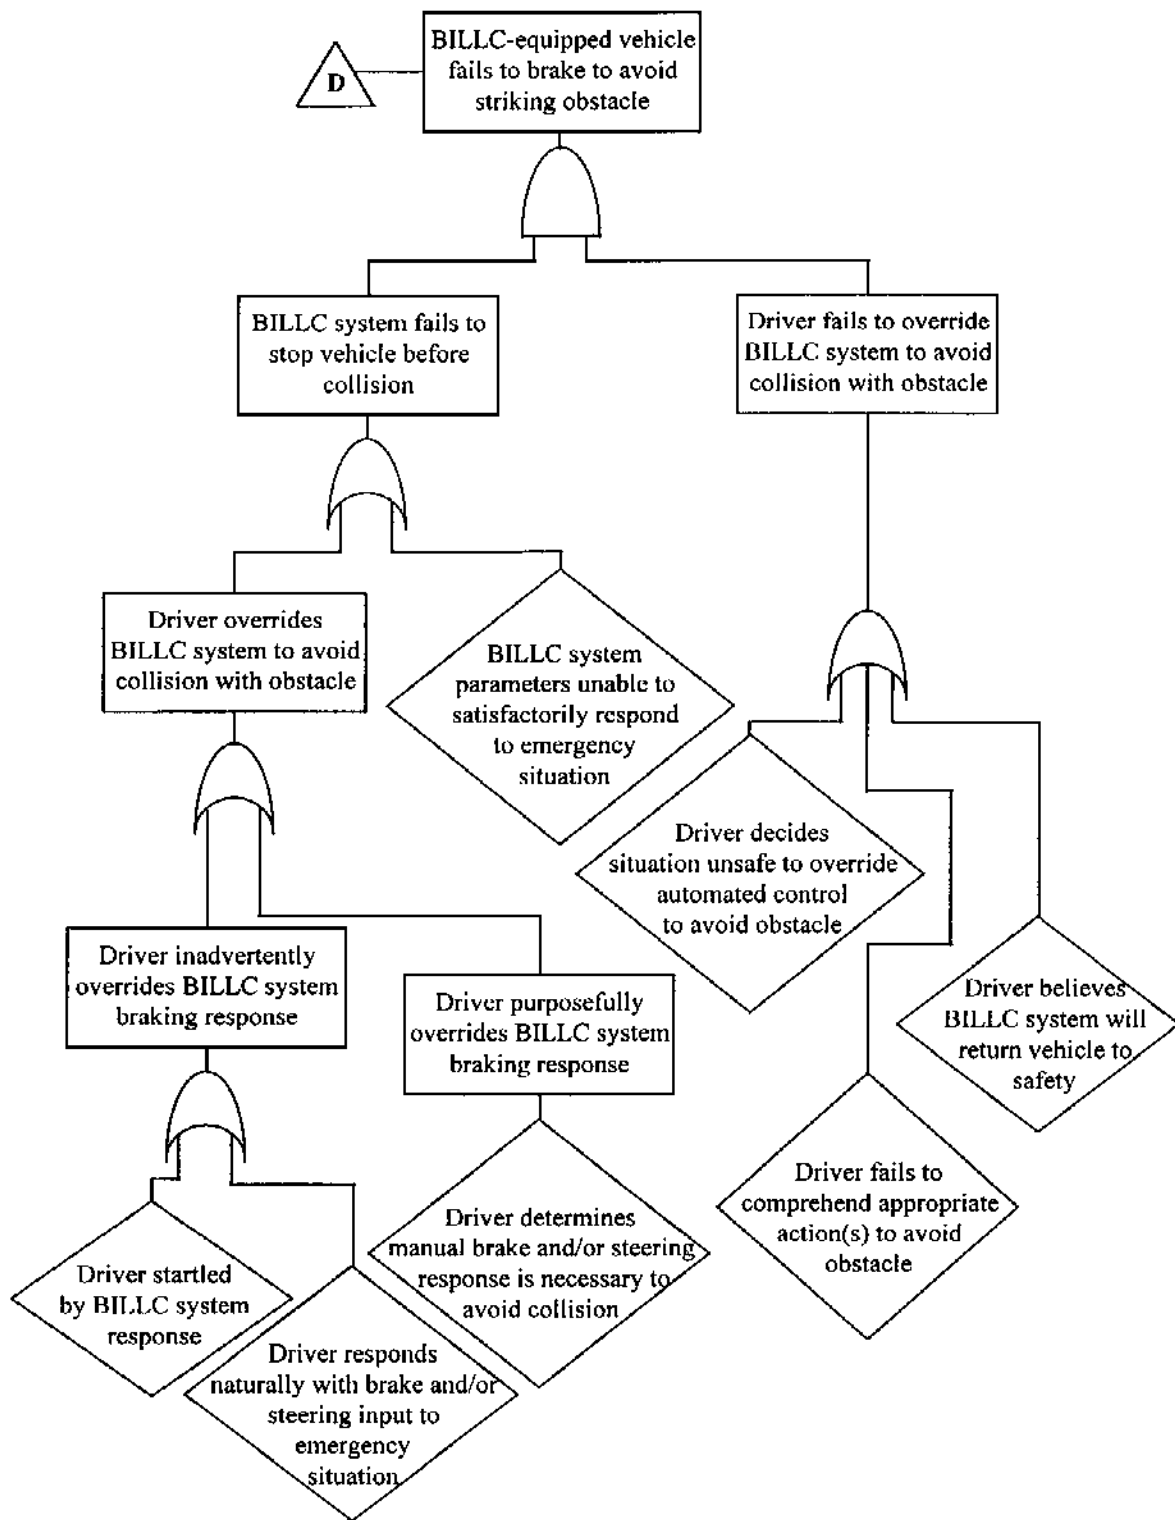 BILLC-equipped vehicle
fails to brake to avoid
striking obstacle
D
BILLC system fails to
stop vehicle before
collision
Driver fails to override
BILLC system to avoid
collision with obstacle
Driver overrides
BILLC system to avoid
collision with obstacle
BILLC system
parameters unable to
satisfactorily respond
to emergency
situation
Driver decides
situation unsafe to override
automated control
to avoid obstacle
Driver inadvertently
overrides BILLC system
braking response
Driver purposefully
overrides BILLC system
braking response
Driver believes
BILLC system will
return vehicle to
safety
Driver fails to
comprehend appropriate
action(s) to avoid
obstacle
Driver determines
manual brake and/or steering
response is necessary to
avoid collision
Driver startled
by BILLC system
response
Driver responds
naturally with brake and/or
steering input to
emergency
situation